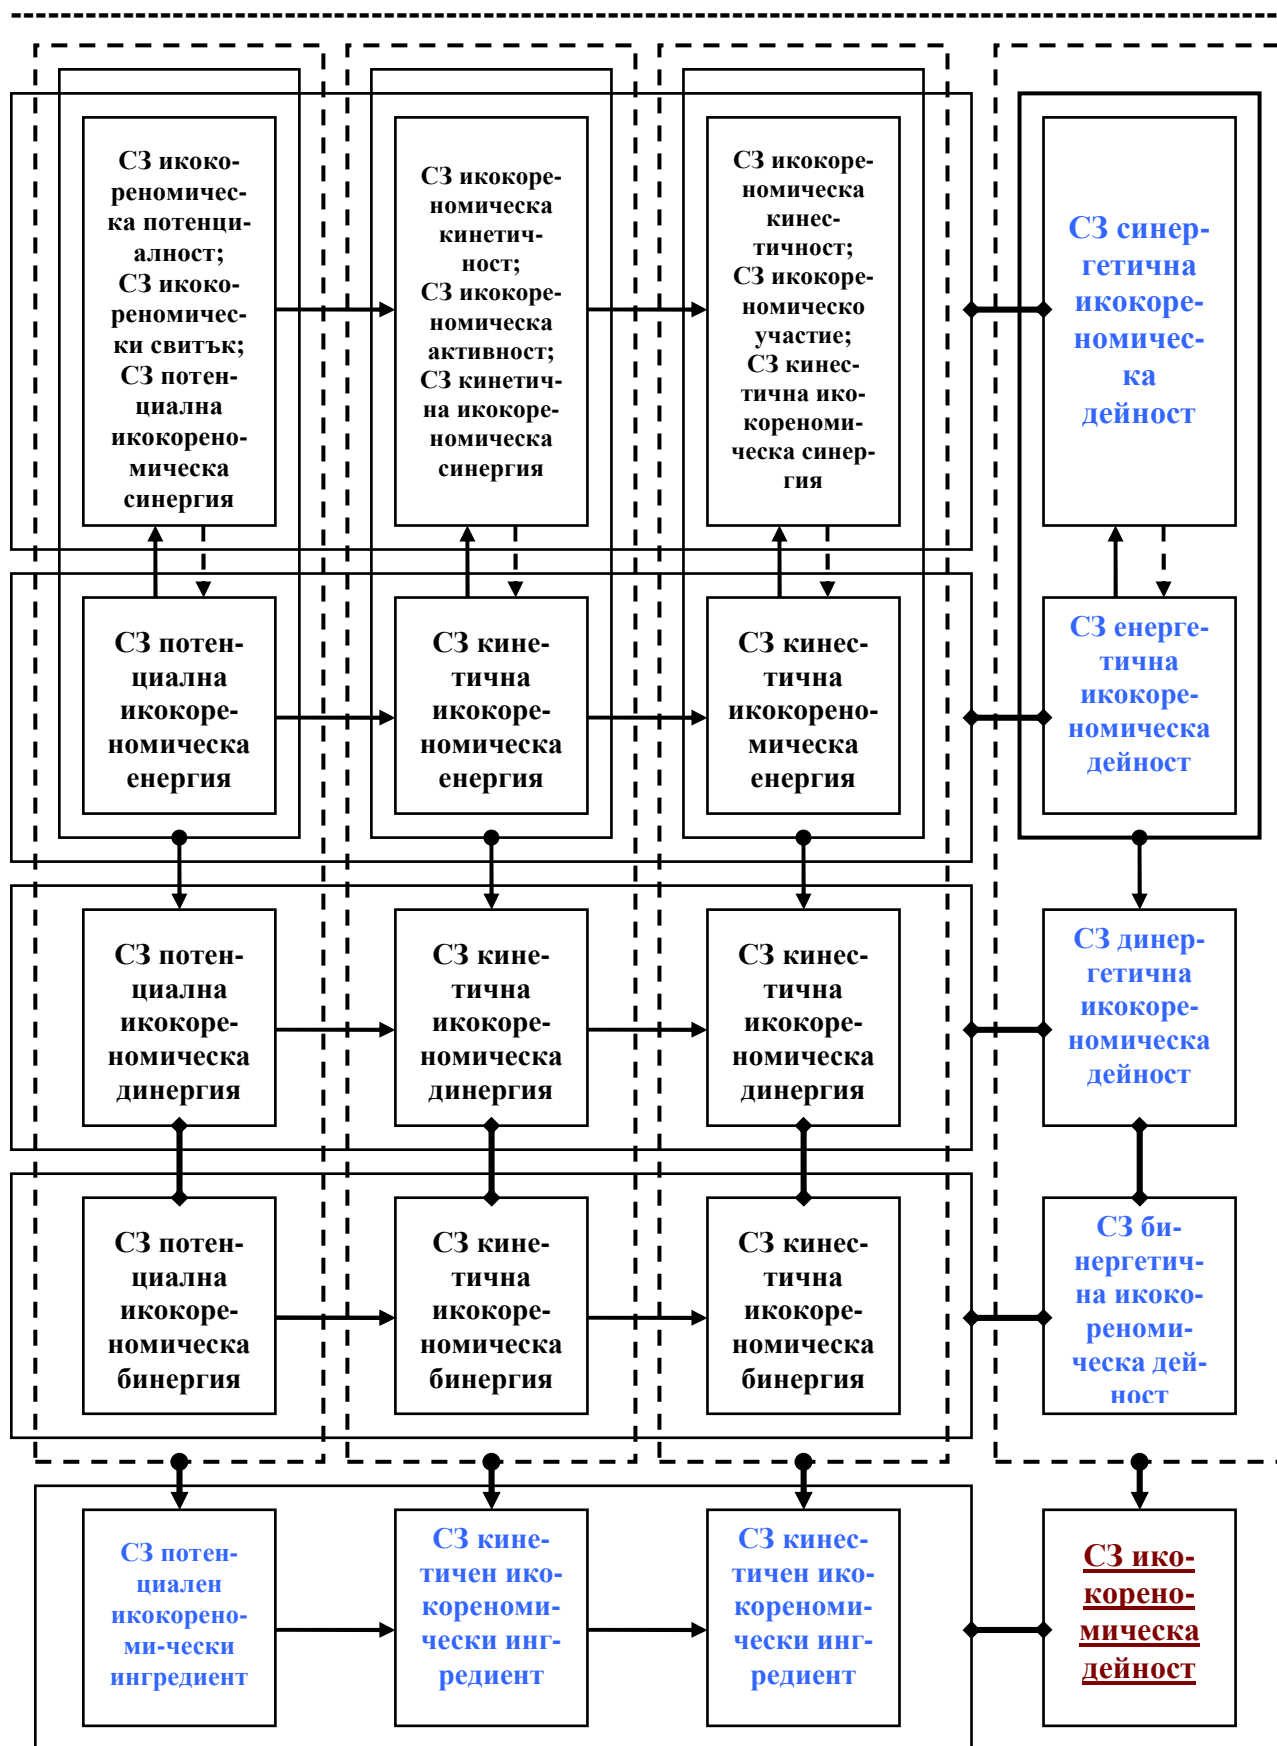 СЗ икоко-
реномичес-
ка потенци-
алност;
СЗ икоко-
реномичес-
ки свитък;
СЗ потен-
циална
икокорено-
мическа
синергия
СЗ икокоре-
номическа
кинетич-
ност;
СЗ икокоре-
номическа
активност;
СЗ кинетич-
на икокоре-
номическа
синергия
СЗ икокоре-
номическа
кинес-
тичност;
СЗ икокоре-
номическо
участие;
СЗ кинес-
тична ико-
кореноми-
ческа синер-
гия
СЗ синер-
гетична
икокоре-
номичес-
ка
дейност
СЗ потен-
циална
икокоре-
номическа
енергия
СЗ кине-
тична
икокоре-
номическа
енергия
СЗ кинес-
тична
икокорено-
мическа
енергия
СЗ енерге-
тична
икокоре-
номическа
дейност
СЗ потен-
циална
икокоре-
номическа
динергия
СЗ кине-
тична
икокоре-
номическа
динергия
СЗ кинес-
тична
икокоре-
номическа
динергия
СЗ динер-
гетична
икокоре-
номическа
дейност
СЗ потен-
циална
икокоре-
номическа
бинергия
СЗ кине-
тична
икокоре-
номическа
бинергия
СЗ кинес-
тична
икокоре-
номическа
бинергия
СЗ би-
нергетич-
на икоко-
реноми-
ческа дей-
ност
СЗ потен-
циален
икокорено-
ми-чески
ингредиент
СЗ кине-
тичен ико-
кореноми-
чески инг-
редиент
СЗ кинес-
тичен ико-
кореноми-
чески инг-
редиент
СЗ ико-
корено-
мическа
дейност